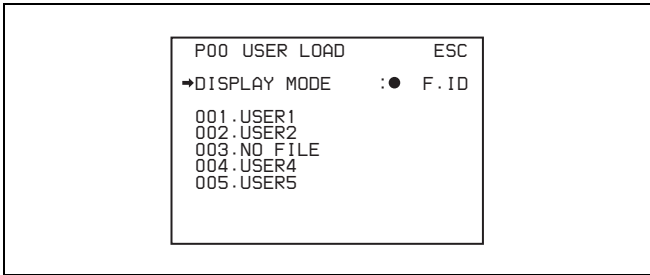 P00 USER LOAD ESC
➡DISPLAY MODE :● F.ID
001.USER1
002.USER2
003.NO FILE
004.USER4
005.USER5